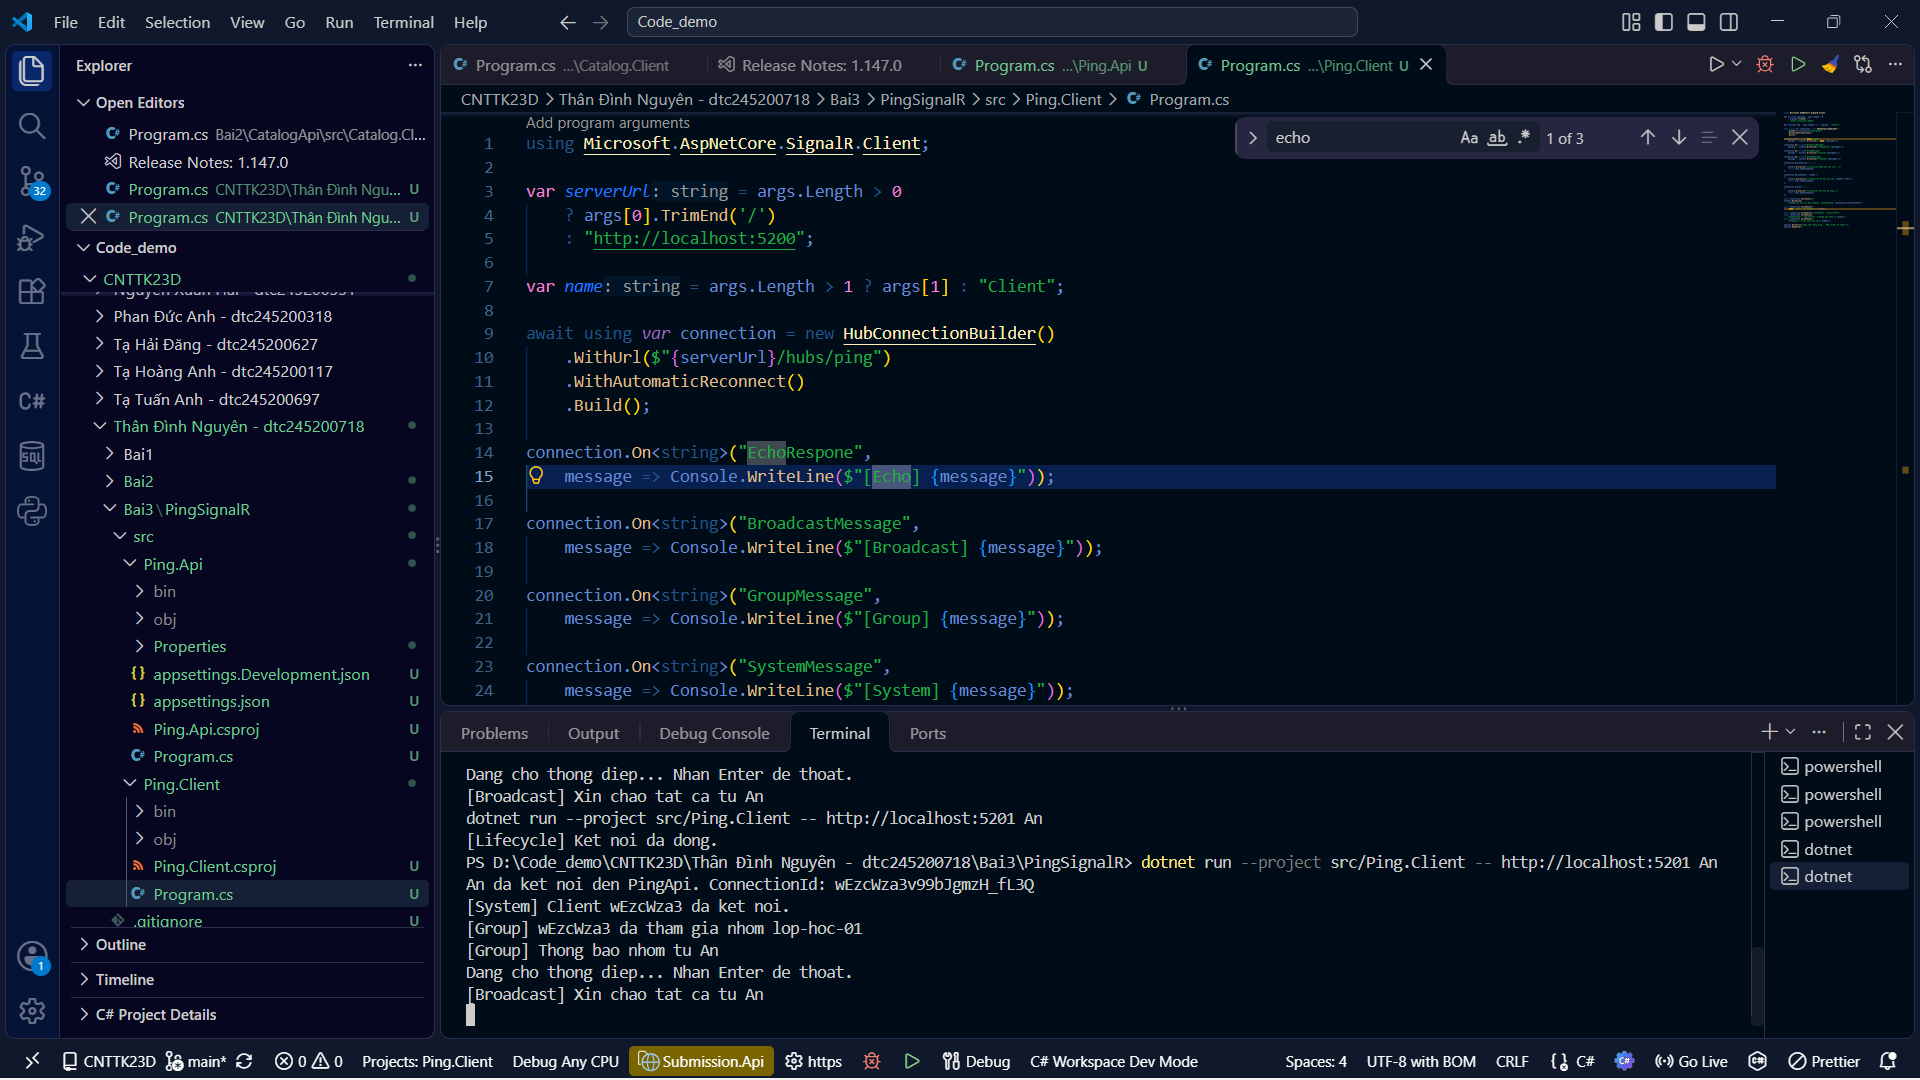 File Edit Selection View Go Run Terminal Help
Code_demo
Explorer
Open Editors
Program.cs Bai2\CatalogApi\src\Catalog.Cl...
Release Notes: 1.147.0
Program.cs CNTTK23D\Thân Đình Ngu... U
Program.cs CNTTK23D\Thân Đình Ngu... U
Code_demo
CNTTK23D
Phan Đức Anh - dtc245200318
Tạ Hải Đăng - dtc245200627
Tạ Hoàng Anh - dtc245200117
Tạ Tuấn Anh - dtc245200697
Thân Đình Nguyên - dtc245200718
Bai1
Bai2
Bai3\PingSignalR
src
Ping.Api
bin
obj
Properties
appsettings.Development.json U
appsettings.json U
Ping.Api.csproj U
Program.cs U
Ping.Client
bin
obj
Ping.Client.csproj U
Program.cs U
.gitignore U
Outline
Timeline
C# Project Details
32
1
Program.cs ...\Catalog.Client
Release Notes: 1.147.0
Program.cs ...\Ping.Api U
Program.cs ...\Ping.Client U
CNTTK23D > Thân Đình Nguyên - dtc245200718 > Bai3 > PingSignalR > src > Ping.Client > Program.cs
echo
Aa ab .* 1 of 3
Add program arguments
1 using Microsoft.AspNetCore.SignalR.Client;
2
3 var serverUrl: string = args.Length > 0
4 ? args[0].TrimEnd('/')
5 : "http://localhost:5200";
6
7 var name: string = args.Length > 1 ? args[1] : "Client";
8
9 await using var connection = new HubConnectionBuilder()
10 .WithUrl($"{serverUrl}/hubs/ping")
11 .WithAutomaticReconnect()
12 .Build();
13
14 connection.On<string>("EchoRespone",
15 message => Console.WriteLine($"[Echo] {message}"));
16
17 connection.On<string>("BroadcastMessage",
18 message => Console.WriteLine($"[Broadcast] {message}"));
19
20 connection.On<string>("GroupMessage",
21 message => Console.WriteLine($"[Group] {message}"));
22
23 connection.On<string>("SystemMessage",
24 message => Console.WriteLine($"[System] {message}"));
Problems Output Debug Console Terminal Ports
Dang cho thong diep... Nhan Enter de thoat.
[Broadcast] Xin chao tat ca tu An
dotnet run --project src/Ping.Client -- http://localhost:5201 An
[Lifecycle] Ket noi da dong.
PS D:\Code_demo\CNTTK23D\Thân Đình Nguyên - dtc245200718\Bai3\PingSignalR> dotnet run --project src/Ping.Client -- http://localhost:5201 An
An da ket noi den PingApi. ConnectionId: wEzcWza3v99bJgmzH_fL3Q
[System] Client wEzcWza3 da ket noi.
[Group] wEzcWza3 da tham gia nhom lop-hoc-01
[Group] Thong bao nhom tu An
Dang cho thong diep... Nhan Enter de thoat.
[Broadcast] Xin chao tat ca tu An
powershell
powershell
powershell
dotnet
dotnet
CNTTK23D main* 0 0 Projects: Ping.Client Debug Any CPU Submission.Api https Debug C# Workspace Dev Mode Spaces: 4 UTF-8 with BOM CRLF {} C# Go Live Prettier